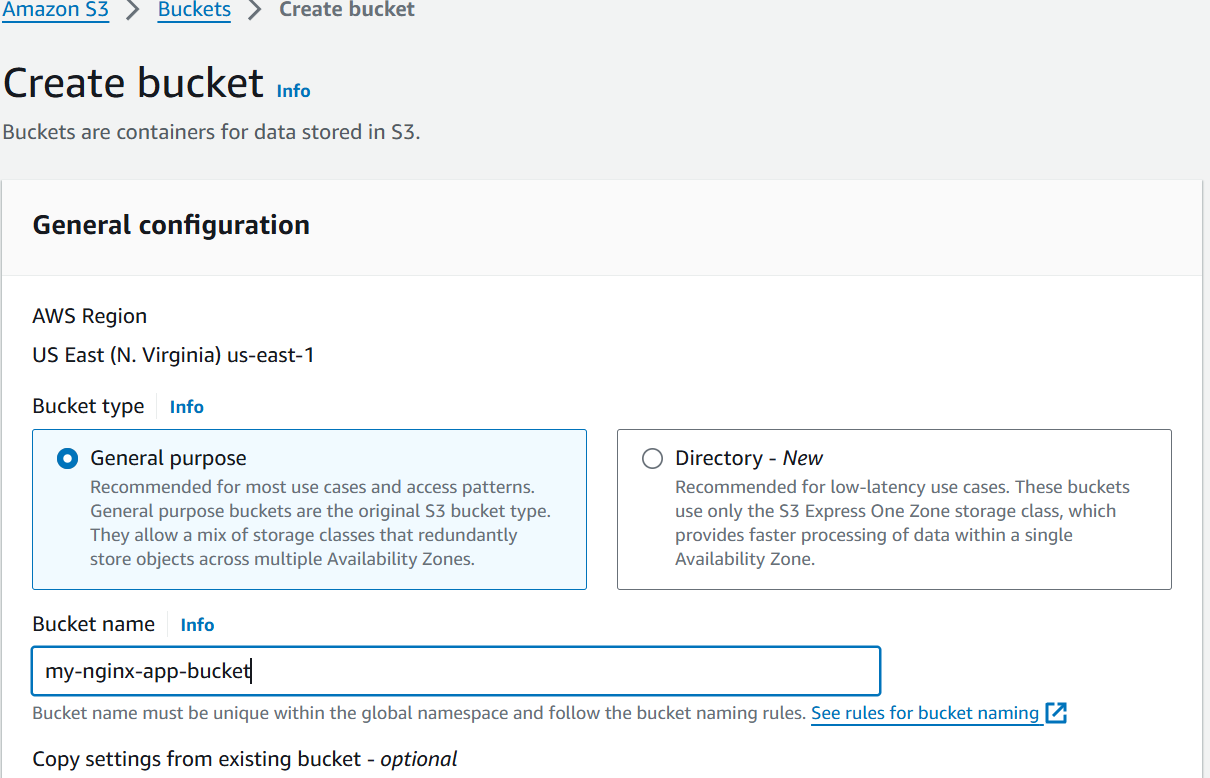 Amazon S3 > Buckets > Create bucket
Create bucket Info
Buckets are containers for data stored in S3.
General configuration
AWS Region
US East (N. Virginia) us-east-1
Bucket type Info
General purpose
Recommended for most use cases and access patterns.
General purpose buckets are the original S3 bucket type.
They allow a mix of storage classes that redundantly
store objects across multiple Availability Zones.
Directory - New
Recommended for low-latency use cases. These buckets
use only the S3 Express One Zone storage class, which
provides faster processing of data within a single
Availability Zone.
Bucket name Info
my-nginx-app-bucket
Bucket name must be unique within the global namespace and follow the bucket naming rules. See rules for bucket naming
Copy settings from existing bucket - optional